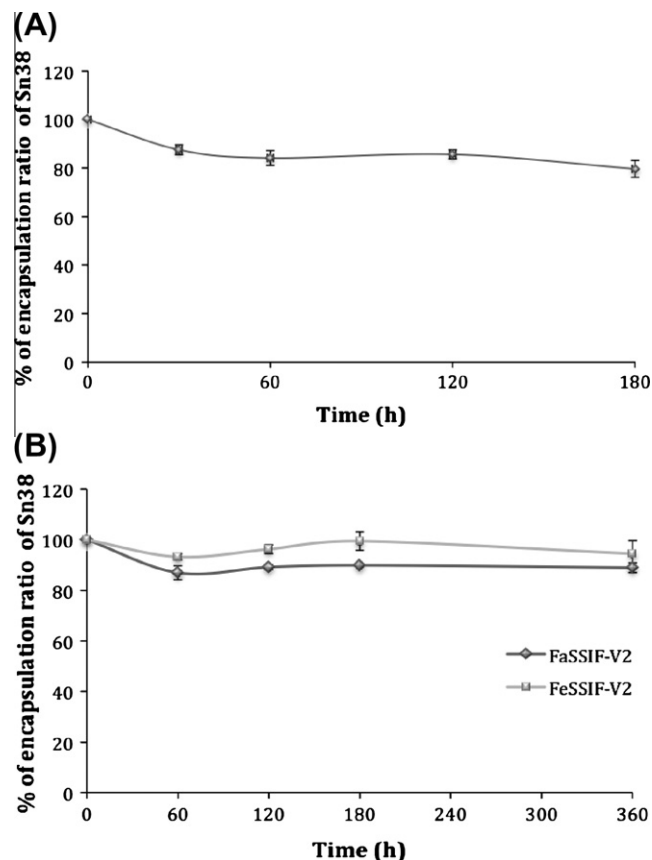 (A)
% of encapsulation ratio of Sn38
120
100
80
60
40
20
0
0 60 120 180
Time (h)
(B)
% of encapsulation ratio of Sn38
120
100
80
60
40
20
0
FaSSIF-V2
FeSSIF-V2
0 60 120 180 240 300 360
Time (h)